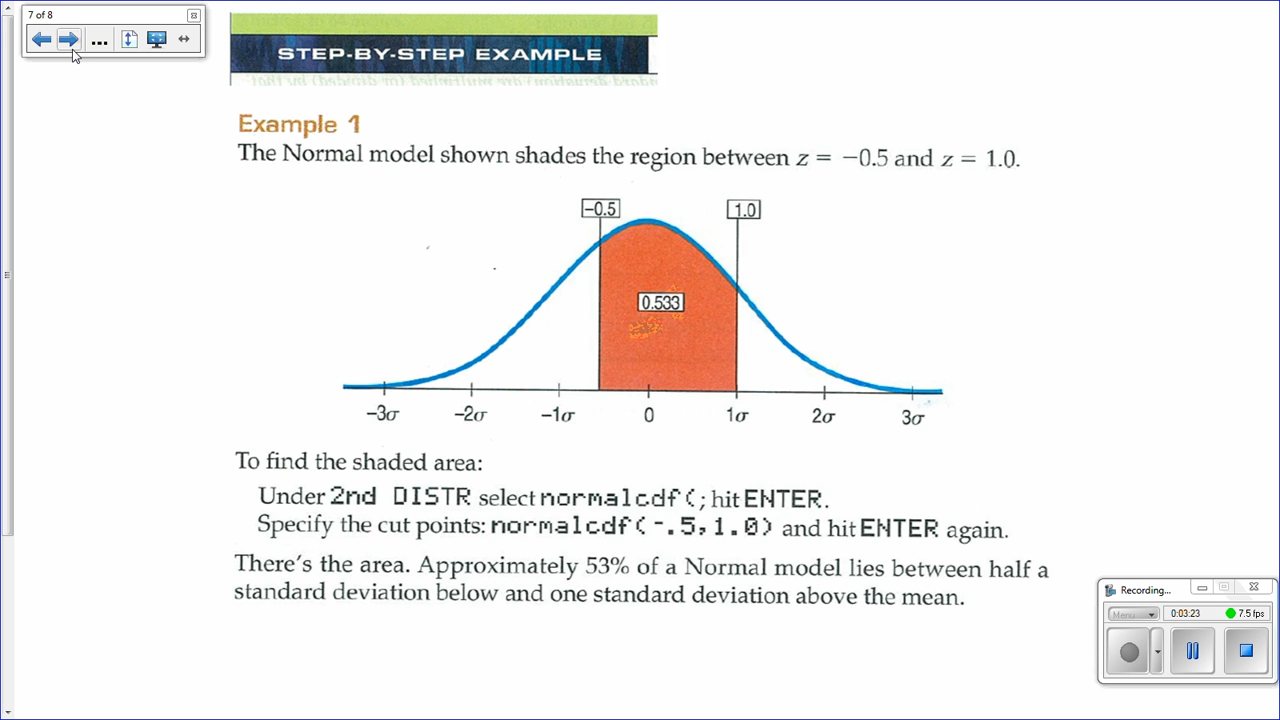 7 of 8
STEP-BY-STEP EXAMPLE
Example 1
The Normal model shown shades the region between z = −0.5 and z = 1.0.
−0.5
1.0
0.533
−3σ −2σ −1σ 0 1σ 2σ 3σ
To find the shaded area:
Under 2nd DISTR select normalcdf(; hit ENTER.
Specify the cut points: normalcdf(-.5,1.0) and hit ENTER again.
There's the area. Approximately 53% of a Normal model lies between half a
standard deviation below and one standard deviation above the mean.
Recording...
Menu
0:03:23
7.5 fps